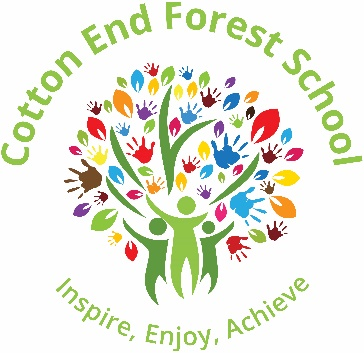 Cotton End Forest School
Inspire, Enjoy, Achieve